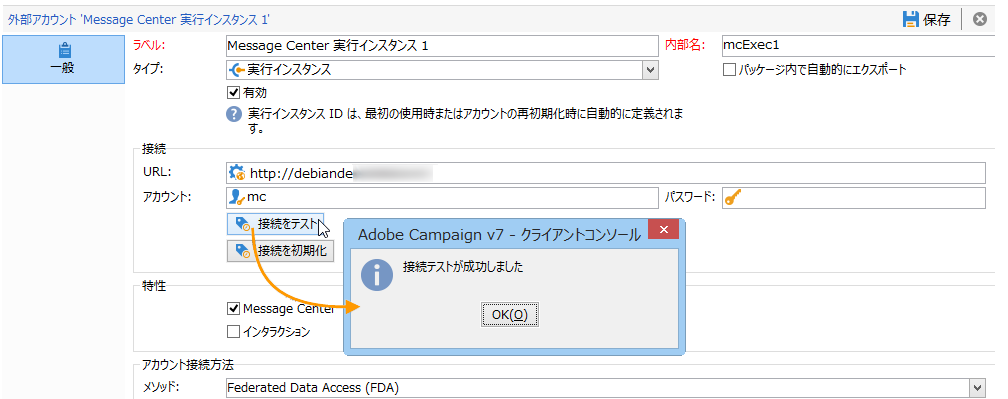 外部アカウント 'Message Center 実行インスタンス 1'
保存
一般
ラベル: Message Center 実行インスタンス 1 内部名: mcExec1
タイプ: 実行インスタンス パッケージ内で自動的にエクスポート
有効
実行インスタンス ID は、最初の使用時またはアカウントの再初期化時に自動的に定義されま
す。
接続
URL: http://debiande
アカウント: mc パスワード:
接続をテスト
接続を初期化
Adobe Campaign v7 - クライアントコンソール
接続テストが成功しました
OK(O)
特性
Message Center
インタラクション
アカウント接続方法
メソッド: Federated Data Access (FDA)